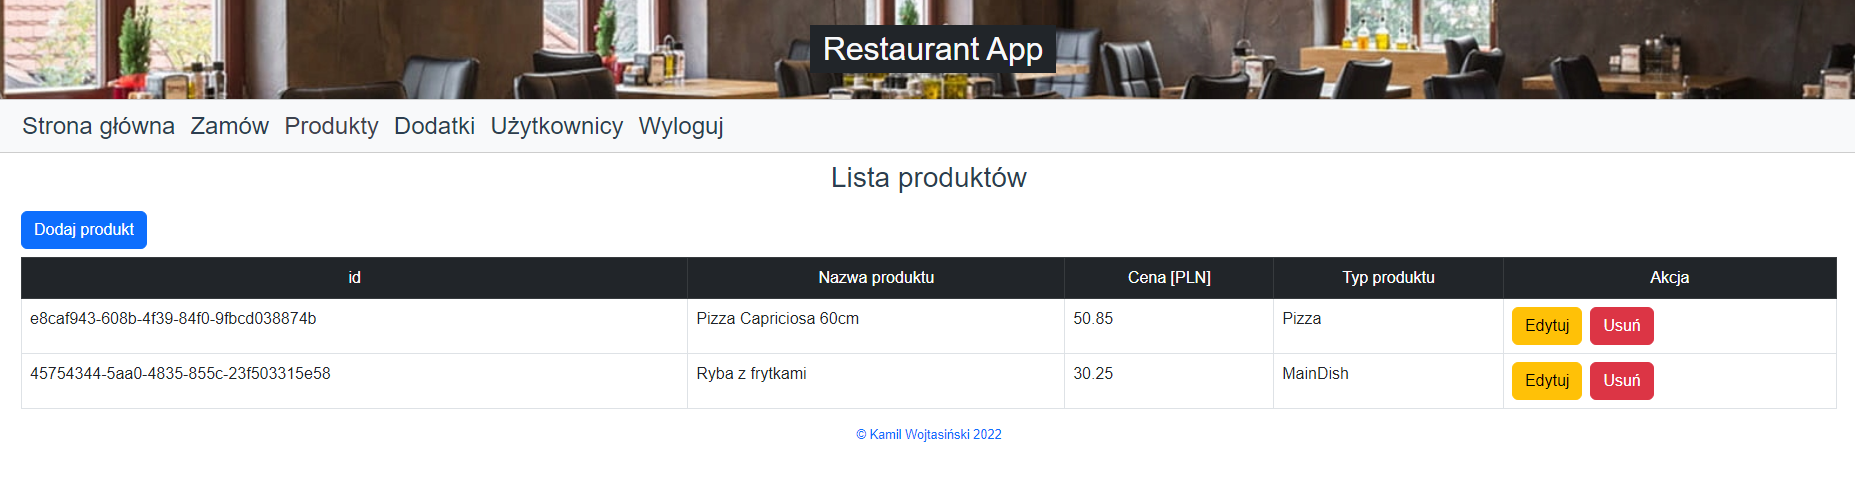 Restaurant App
Strona główna Zamów Produkty Dodatki Użytkownicy Wyloguj
Lista produktów
Dodaj produkt
id Nazwa produktu Cena [PLN] Typ produktu Akcja
e8caf943-608b-4f39-84f0-9fbcd038874b Pizza Capriciosa 60cm 50.85 Pizza Edytuj Usuń
45754344-5aa0-4835-855c-23f503315e58 Ryba z frytkami 30.25 MainDish Edytuj Usuń
© Kamil Wojtasiński 2022